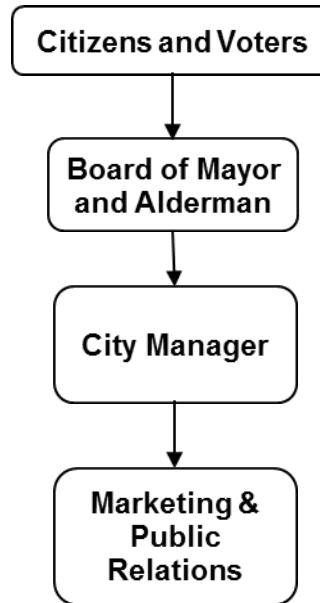 Citizens and Voters
Board of Mayor
and Alderman
City Manager
Marketing &
Public
Relations